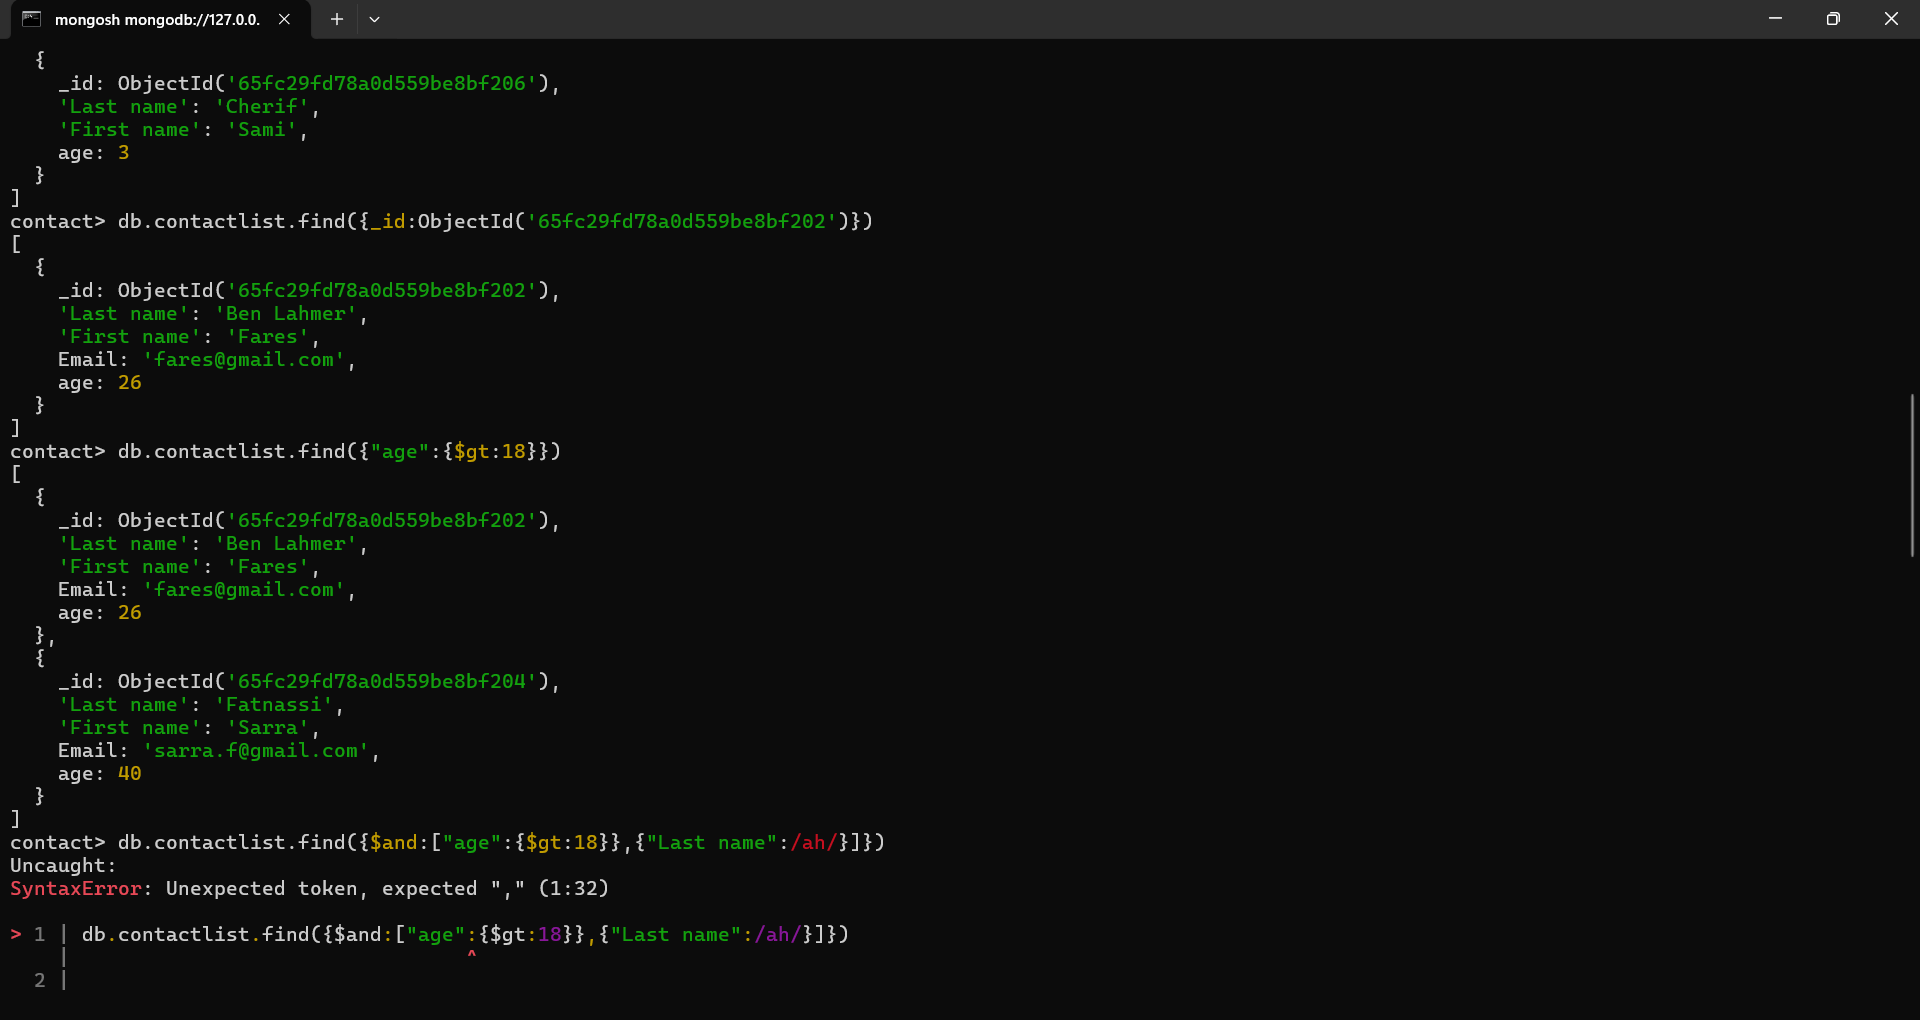 mongosh mongodb://127.0.0.
{
_id: ObjectId('65fc29fd78a0d559be8bf206'),
'Last name': 'Cherif',
'First name': 'Sami',
age: 3
}
]
contact> db.contactlist.find({_id:ObjectId('65fc29fd78a0d559be8bf202')})
[
{
_id: ObjectId('65fc29fd78a0d559be8bf202'),
'Last name': 'Ben Lahmer',
'First name': 'Fares',
Email: 'fares@gmail.com',
age: 26
}
]
contact> db.contactlist.find({"age":{$gt:18}})
[
{
_id: ObjectId('65fc29fd78a0d559be8bf202'),
'Last name': 'Ben Lahmer',
'First name': 'Fares',
Email: 'fares@gmail.com',
age: 26
},
{
_id: ObjectId('65fc29fd78a0d559be8bf204'),
'Last name': 'Fatnassi',
'First name': 'Sarra',
Email: 'sarra.f@gmail.com',
age: 40
}
]
contact> db.contactlist.find({$and:["age":{$gt:18}},{"Last name":/ah/}]})
Uncaught:
SyntaxError: Unexpected token, expected "," (1:32)
> 1 | db.contactlist.find({$and:["age":{$gt:18}},{"Last name":/ah/}]})
| ^
2 |